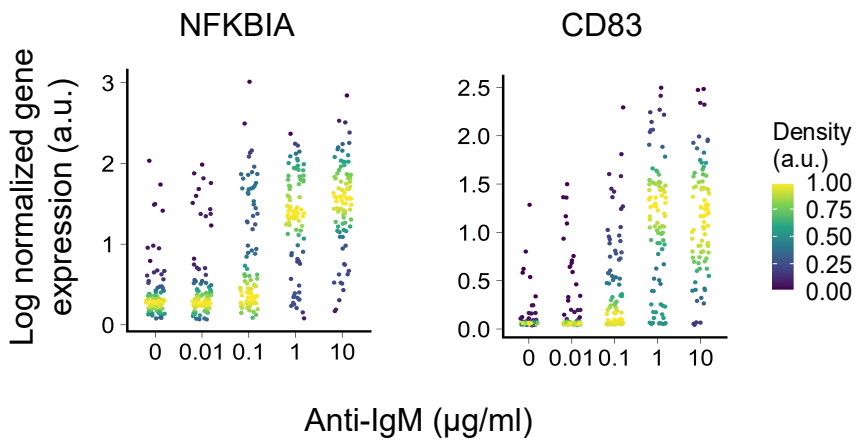 NFKBIA
CD83
Log normalized gene
expression (a.u.)
3
2
1
0
0 0.01 0.1 1 10
2.5
2.0
1.5
1.0
0.5
0.0
0 0.01 0.1 1 10
Density
(a.u.)
1.00
0.75
0.50
0.25
0.00
Anti-IgM (µg/ml)